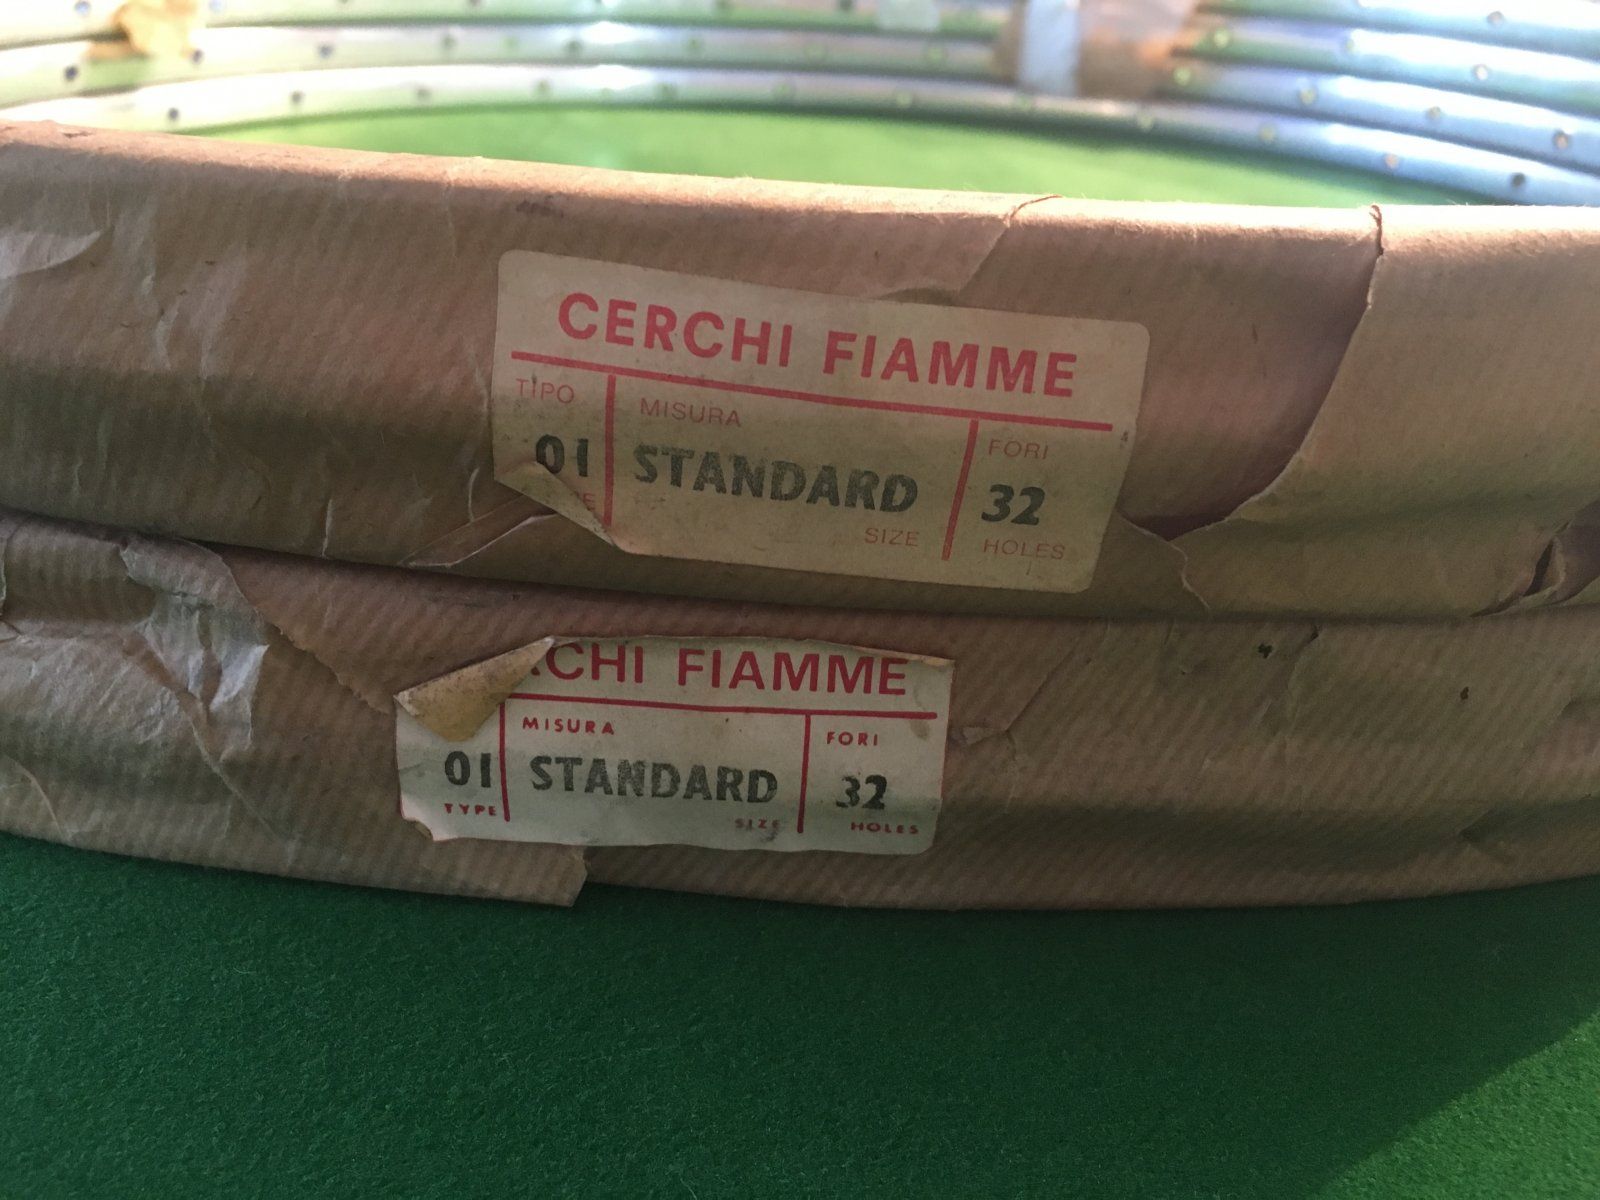 CERCHI FIAMME
TIPO MISURA FORI
01 STANDARD 32
SIZE HOLES
FIAMME
MISURA FORI
01 STANDARD 32
TYPE SIZE HOLES